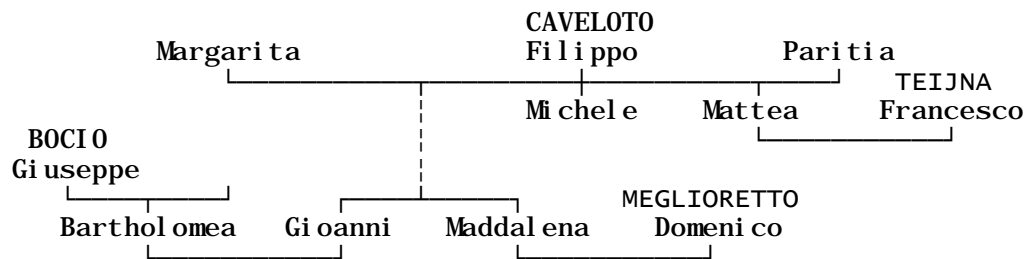 CAVELOTO
Margarita Filippo Paritia
TEIJNA
Michele Mattea Francesco
BOCIO
Giuseppe
MEGLIORETTO
Bartholomea Gioanni Maddalena Domenico